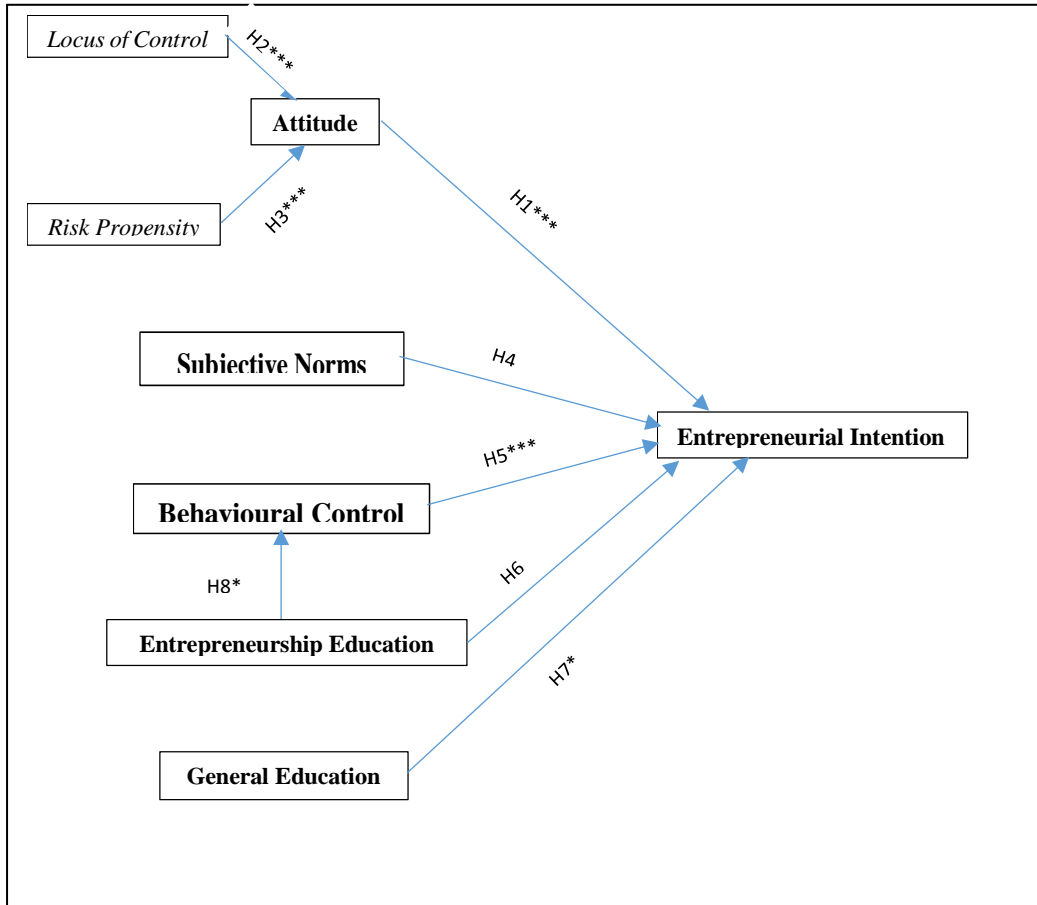 Locus of Control
H2***
Attitude
H1***
H3***
Risk Propensity
Subjective Norms
H4
Entrepreneurial Intention
H5***
Behavioural Control
H8*
H6
Entrepreneurship Education
H7*
General Education